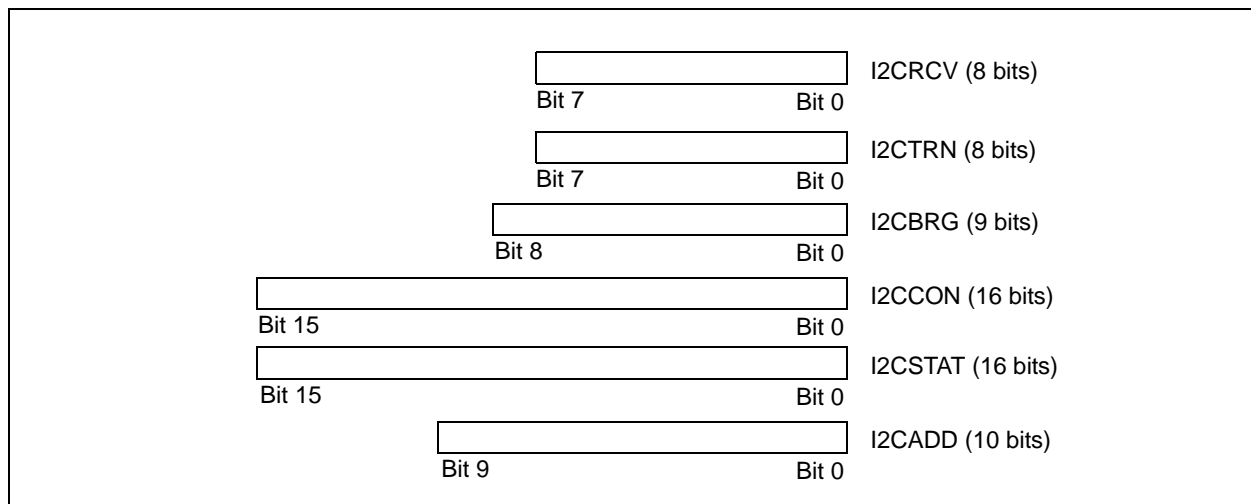 I2CRCV (8 bits)
Bit 7 Bit 0
I2CTRN (8 bits)
Bit 7 Bit 0
I2CBRG (9 bits)
Bit 8 Bit 0
I2CCON (16 bits)
Bit 15 Bit 0
I2CSTAT (16 bits)
Bit 15 Bit 0
I2CADD (10 bits)
Bit 9 Bit 0